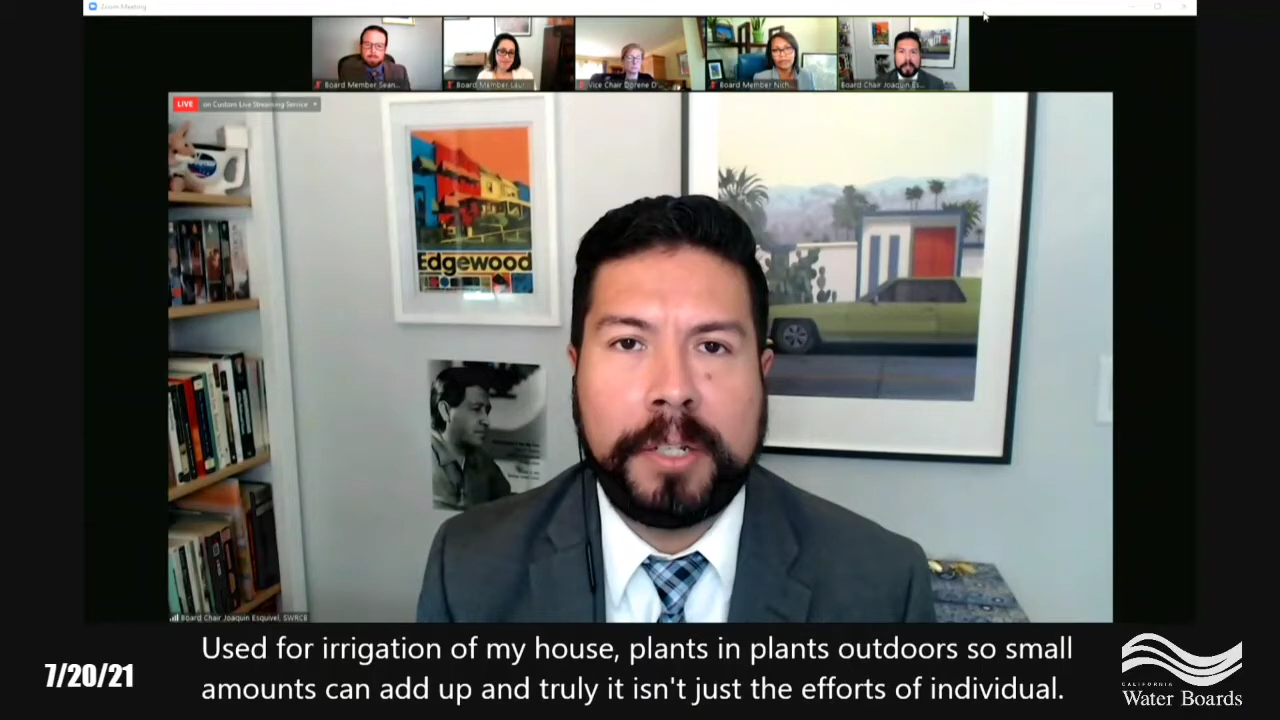 Zoom Meeting
Board Member Sean...
Board Member Laur...
Vice Chair Dorene D'...
Board Member Nich...
Board Chair Joaquin Es...
LIVE on Custom Live Streaming Service
Edgewood
Board Chair Joaquin Esquivel, SWRCB
7/20/21
Used for irrigation of my house, plants in plants outdoors so small
amounts can add up and truly it isn't just the efforts of individual.
CALIFORNIA
Water Boards